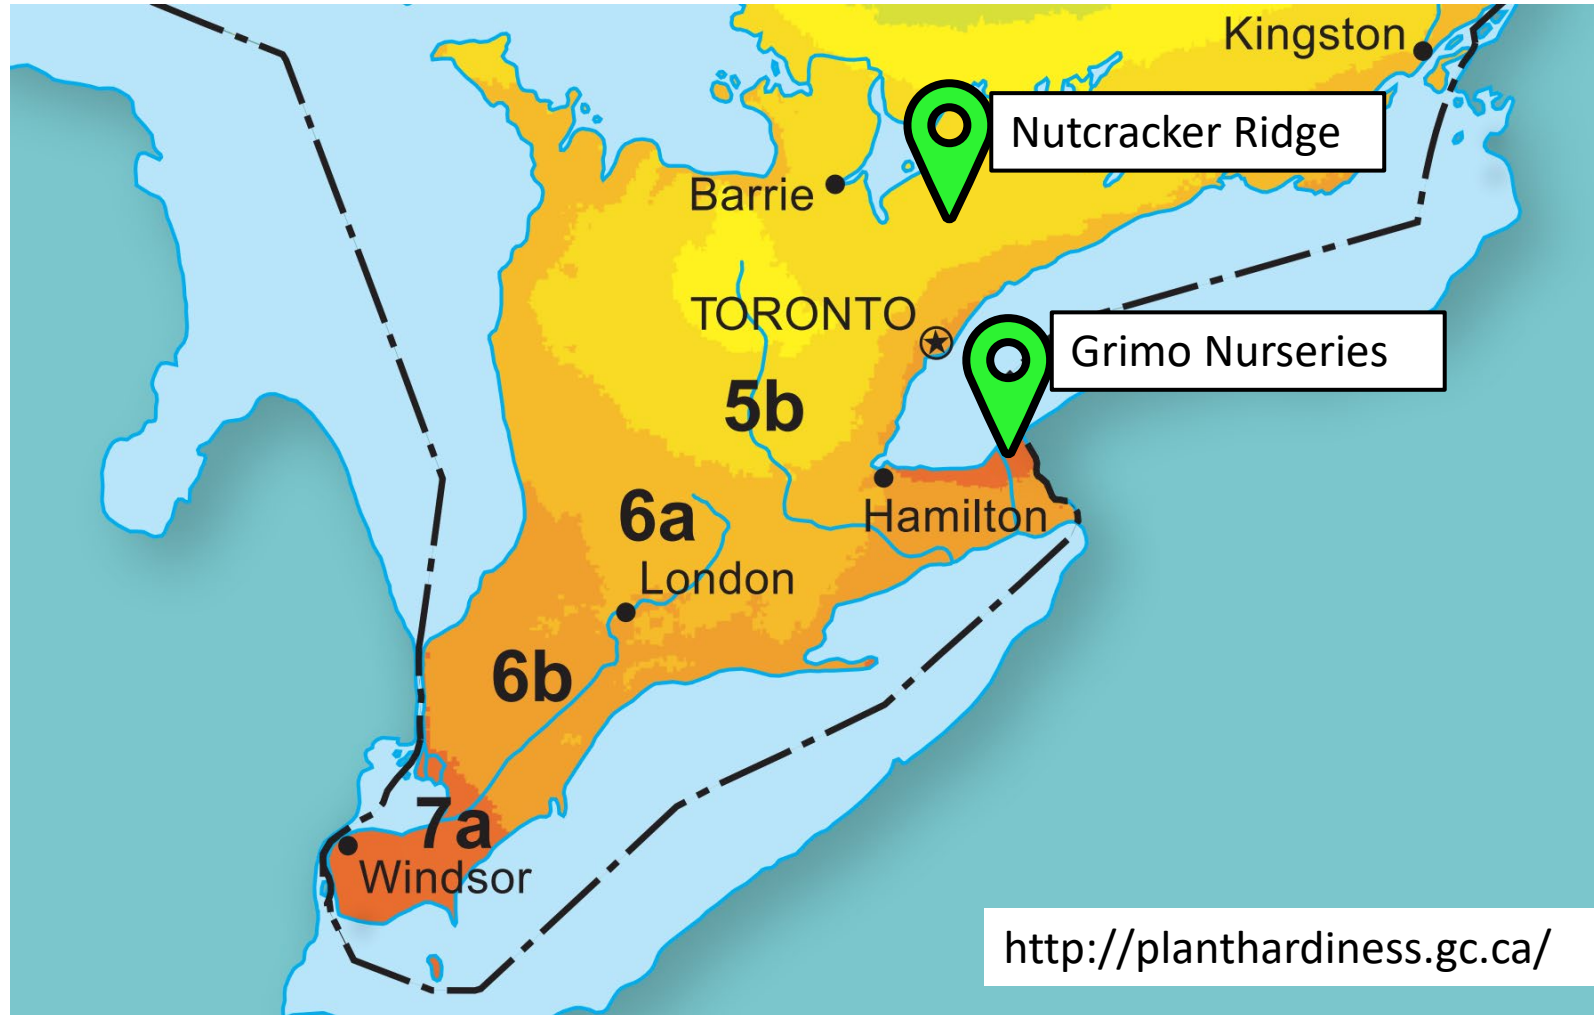 Kingston
Nutcracker Ridge
Barrie
TORONTO
Grimo Nurseries
5b
6a
Hamilton
London
6b
7a
Windsor
http://planthardiness.gc.ca/